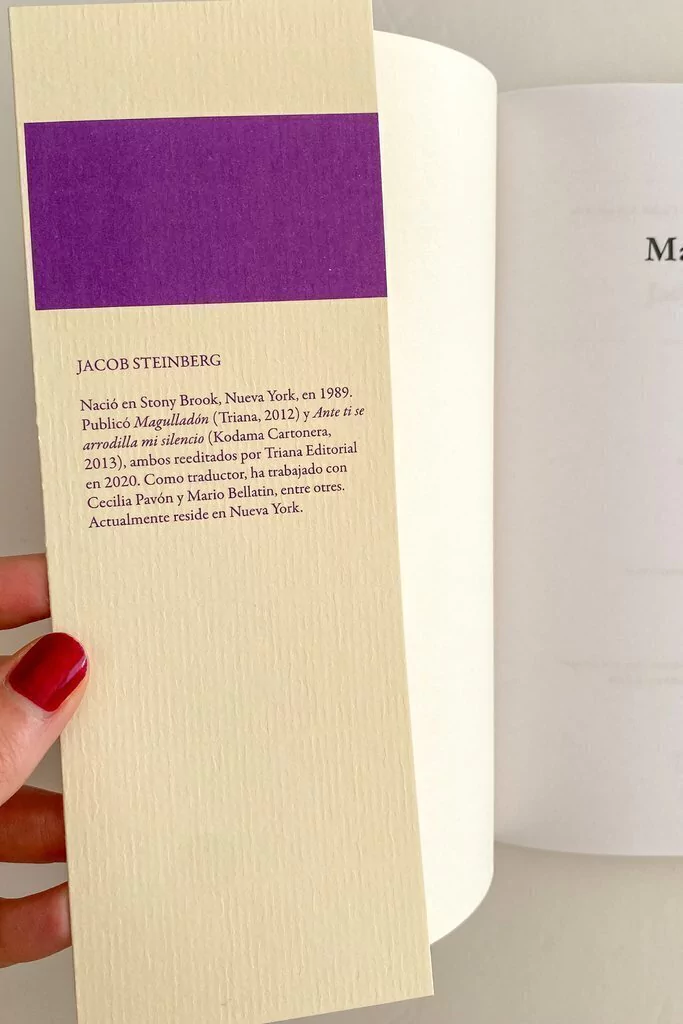 JACOB STEINBERG
Nació en Stony Brook, Nueva York, en 1989.
Publicó Magulladón (Triana, 2012) y Ante ti se
arrodilla mi silencio (Kodama Cartonera,
2013), ambos reeditados por Triana Editorial
en 2020. Como traductor, ha trabajado con
Cecilia Pavón y Mario Bellatin, entre otres.
Actualmente reside en Nueva York.
Ma